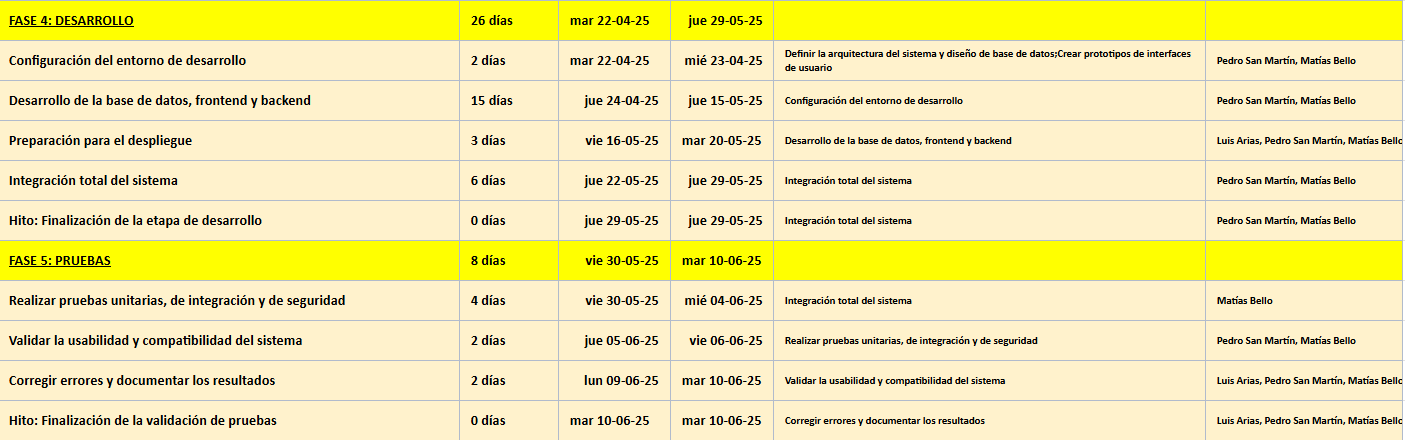 FASE 4: DESARROLLO 26 días mar 22-04-25 jue 29-05-25
Configuración del entorno de desarrollo 2 días mar 22-04-25 mié 23-04-25 Definir la arquitectura del sistema y diseño de base de datos;Crear prototipos de interfaces
de usuario Pedro San Martín, Matías Bello
Desarrollo de la base de datos, frontend y backend 15 días jue 24-04-25 jue 15-05-25 Configuración del entorno de desarrollo Pedro San Martín, Matías Bello
Preparación para el despliegue 3 días vie 16-05-25 mar 20-05-25 Desarrollo de la base de datos, frontend y backend Luis Arias, Pedro San Martín, Matías Bello
Integración total del sistema 6 días jue 22-05-25 jue 29-05-25 Integración total del sistema Pedro San Martín, Matías Bello
Hito: Finalización de la etapa de desarrollo 0 días jue 29-05-25 jue 29-05-25 Integración total del sistema Pedro San Martín, Matías Bello
FASE 5: PRUEBAS 8 días vie 30-05-25 mar 10-06-25
Realizar pruebas unitarias, de integración y de seguridad 4 días vie 30-05-25 mié 04-06-25 Integración total del sistema Matías Bello
Validar la usabilidad y compatibilidad del sistema 2 días jue 05-06-25 vie 06-06-25 Realizar pruebas unitarias, de integración y de seguridad Pedro San Martín, Matías Bello
Corregir errores y documentar los resultados 2 días lun 09-06-25 mar 10-06-25 Validar la usabilidad y compatibilidad del sistema Luis Arias, Pedro San Martín, Matías Bello
Hito: Finalización de la validación de pruebas 0 días mar 10-06-25 mar 10-06-25 Corregir errores y documentar los resultados Luis Arias, Pedro San Martín, Matías Bello